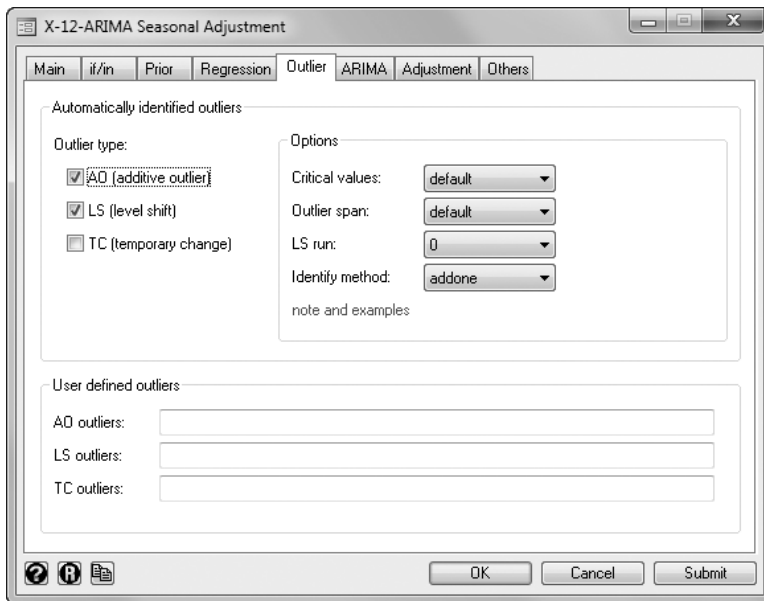 X-12-ARIMA Seasonal Adjustment
Main if/in Prior Regression Outlier ARIMA Adjustment Others
Automatically identified outliers
Outlier type:
AO (additive outlier)
LS (level shift)
TC (temporary change)
Options
Critical values: default
Outlier span: default
LS run: 0
Identify method: addone
note and examples
User defined outliers
AO outliers:
LS outliers:
TC outliers:
? R OK Cancel Submit